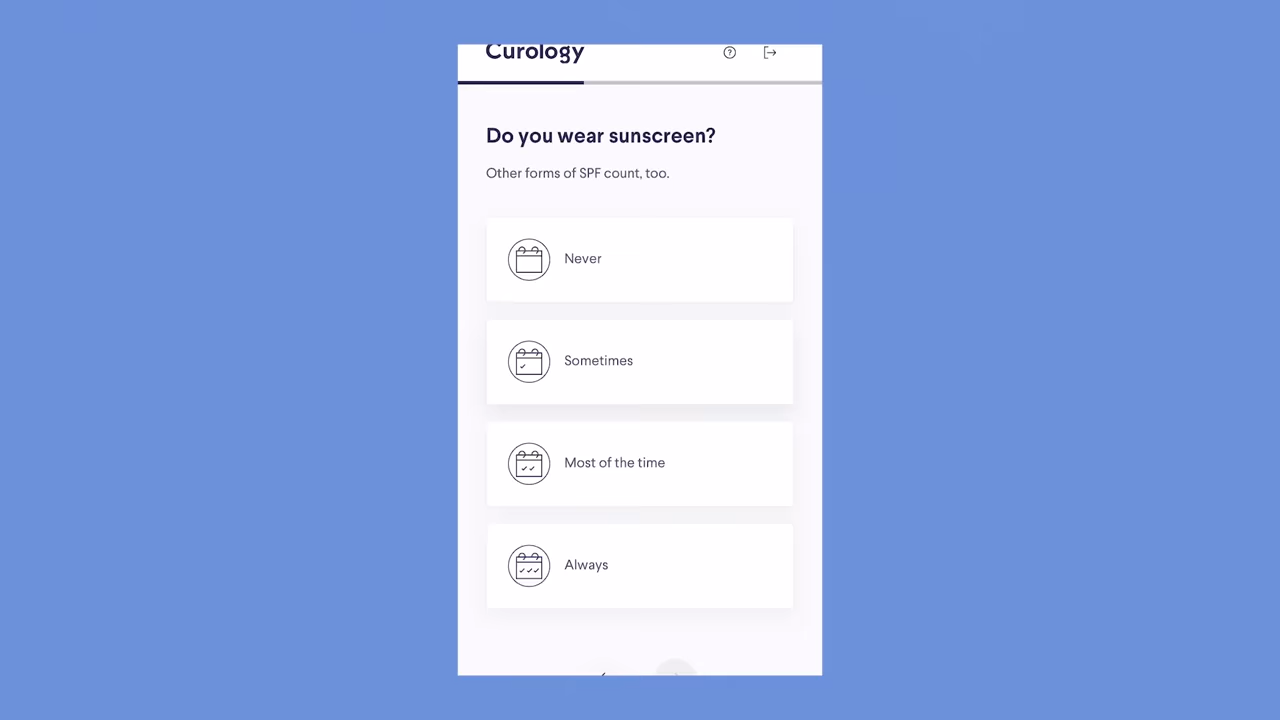 Curology
Do you wear sunscreen?
Other forms of SPF count, too.
Never
Sometimes
Most of the time
Always